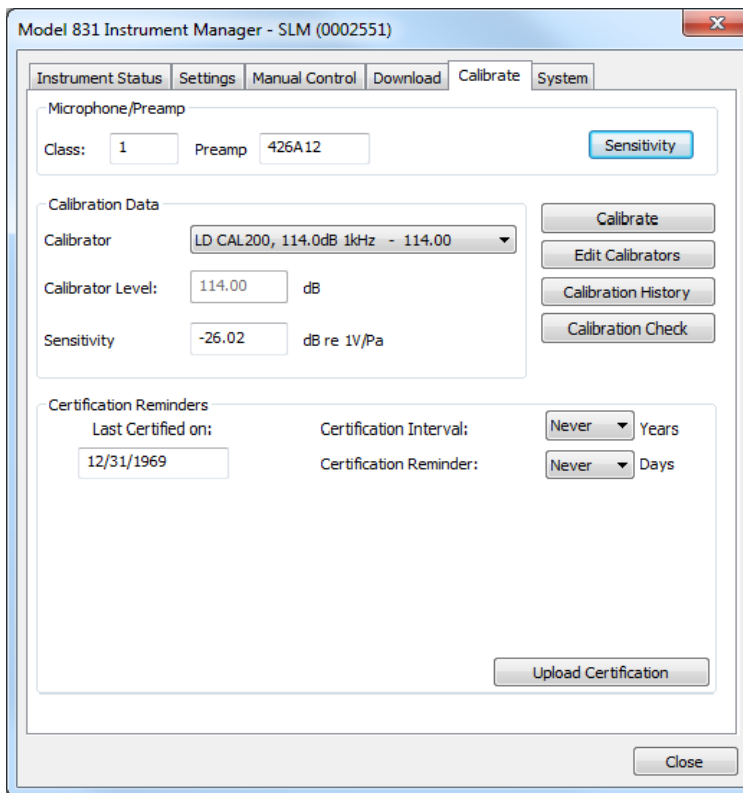 Model 831 Instrument Manager - SLM (0002551)
Instrument Status Settings Manual Control Download Calibrate System
Microphone/Preamp
Class: 1 Preamp 426A12 Sensitivity
Calibration Data
Calibrator LD CAL200, 114.0dB 1kHz - 114.00
Calibrator Level: 114.00 dB
Sensitivity -26.02 dB re 1V/Pa
Calibrate
Edit Calibrators
Calibration History
Calibration Check
Certification Reminders
Last Certified on:
12/31/1969
Certification Interval: Never Years
Certification Reminder: Never Days
Upload Certification
Close